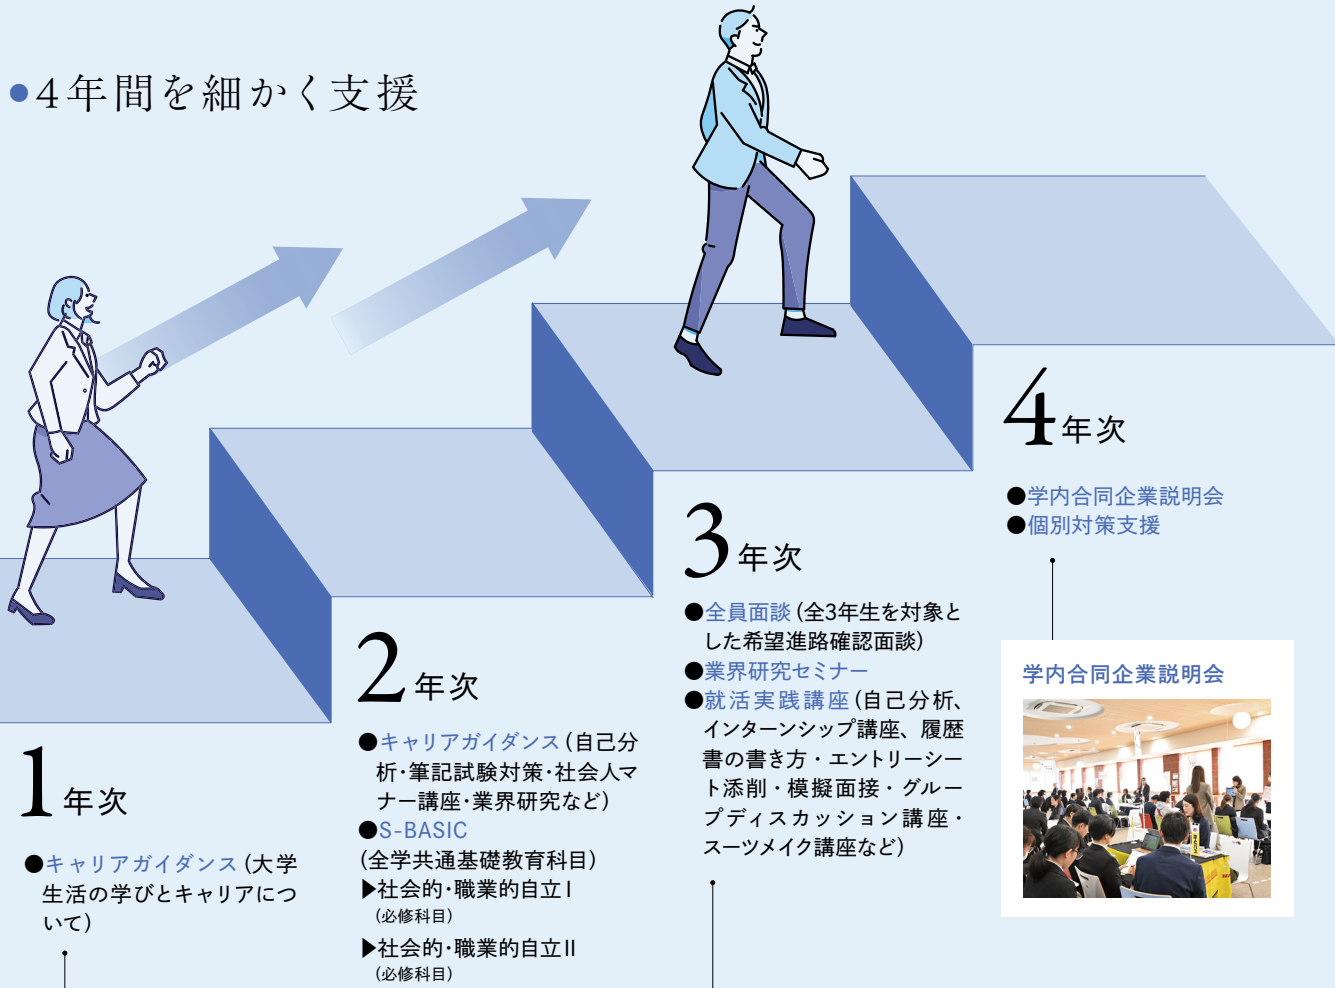 ●4年間を細かく支援
1年次
●キャリアガイダンス(大学
生活の学びとキャリアにつ
いて)
2年次
●キャリアガイダンス(自己分
析・筆記試験対策・社会人マ
ナー講座・業界研究など)
●S-BASIC
(全学共通基礎教育科目)
▶社会的・職業的自立Ⅰ
(必修科目)
▶社会的・職業的自立Ⅱ
(必修科目)
3年次
●全員面談(全3年生を対象と
した希望進路確認面談)
●業界研究セミナー
●就活実践講座(自己分析、
インターンシップ講座、履歴
書の書き方・エントリーシー
ト添削・模擬面接・グルー
プディスカッション講座・
スーツメイク講座など)
4年次
●学内合同企業説明会
●個別対策支援
学内合同企業説明会